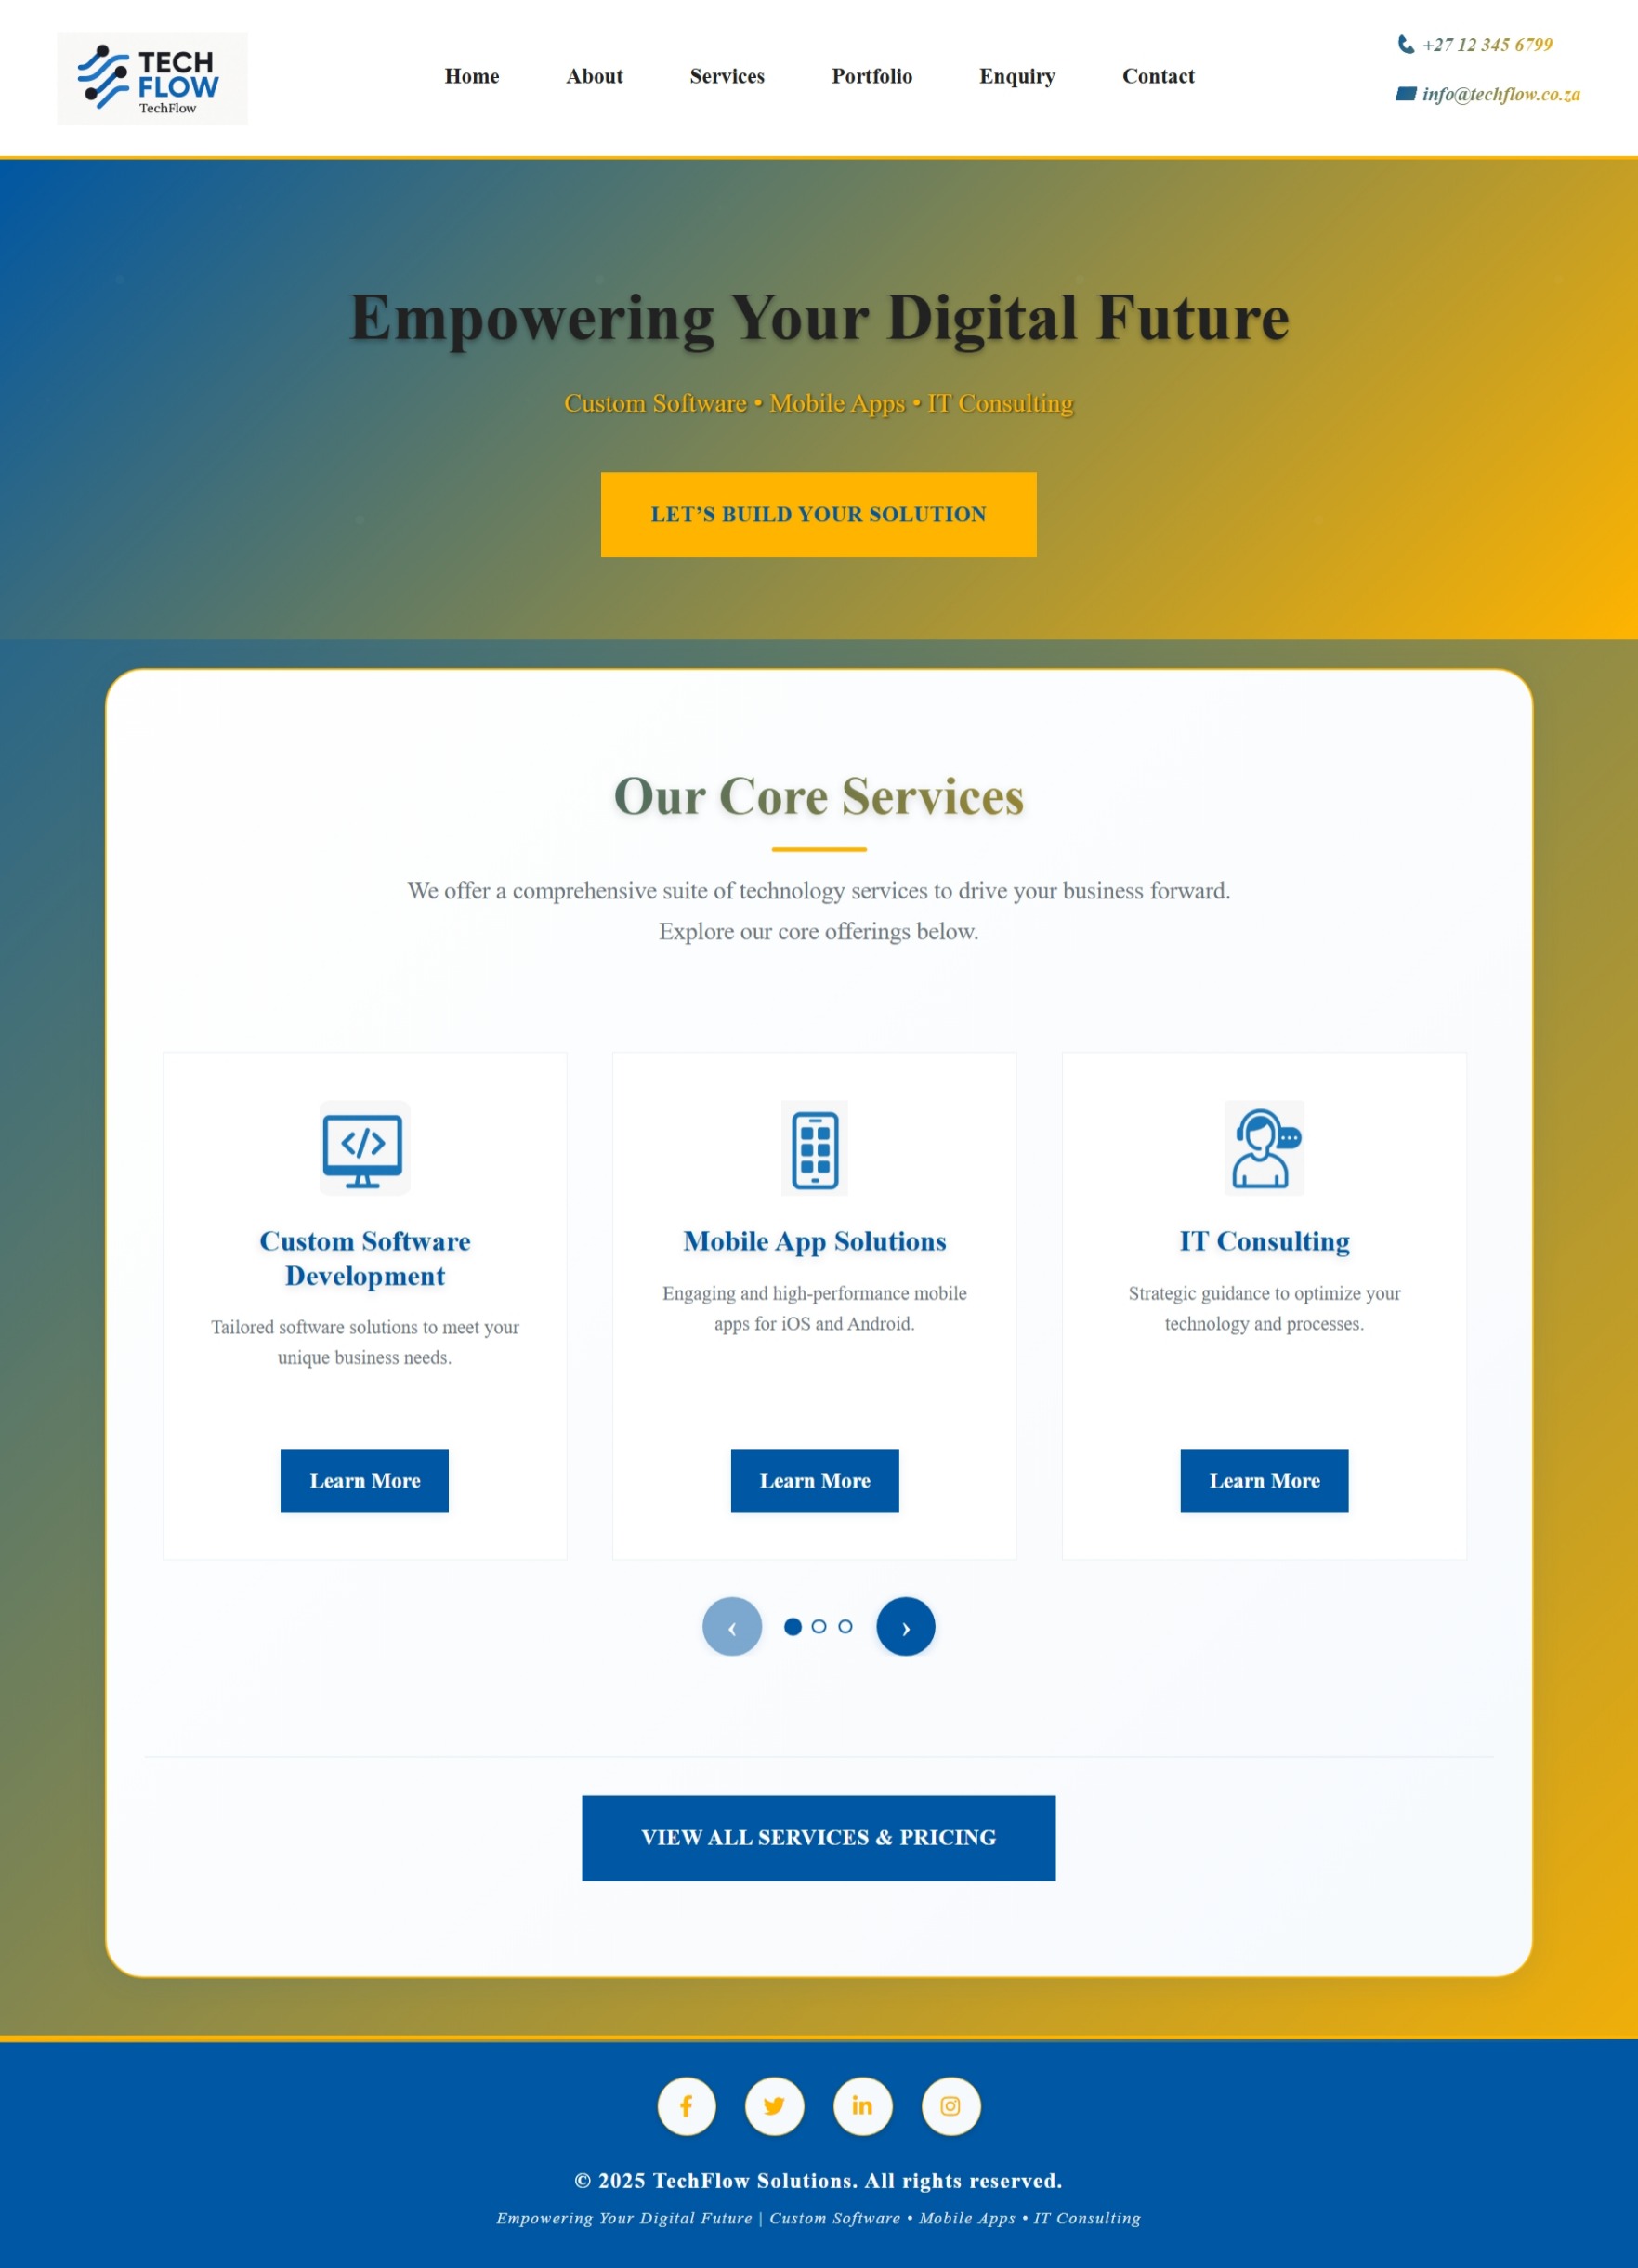 TECH
FLOW
TechFlow
Home
About
Services
Portfolio
Enquiry
Contact
+27 12 345 6799
info@techflow.co.za
Empowering Your Digital Future
Custom Software • Mobile Apps • IT Consulting
LET’S BUILD YOUR SOLUTION
Our Core Services
We offer a comprehensive suite of technology services to drive your business forward.
Explore our core offerings below.
Custom Software
Development
Tailored software solutions to meet your
unique business needs.
Learn More
Mobile App Solutions
Engaging and high-performance mobile
apps for iOS and Android.
Learn More
IT Consulting
Strategic guidance to optimize your
technology and processes.
Learn More
‹
›
VIEW ALL SERVICES & PRICING
© 2025 TechFlow Solutions. All rights reserved.
Empowering Your Digital Future | Custom Software • Mobile Apps • IT Consulting